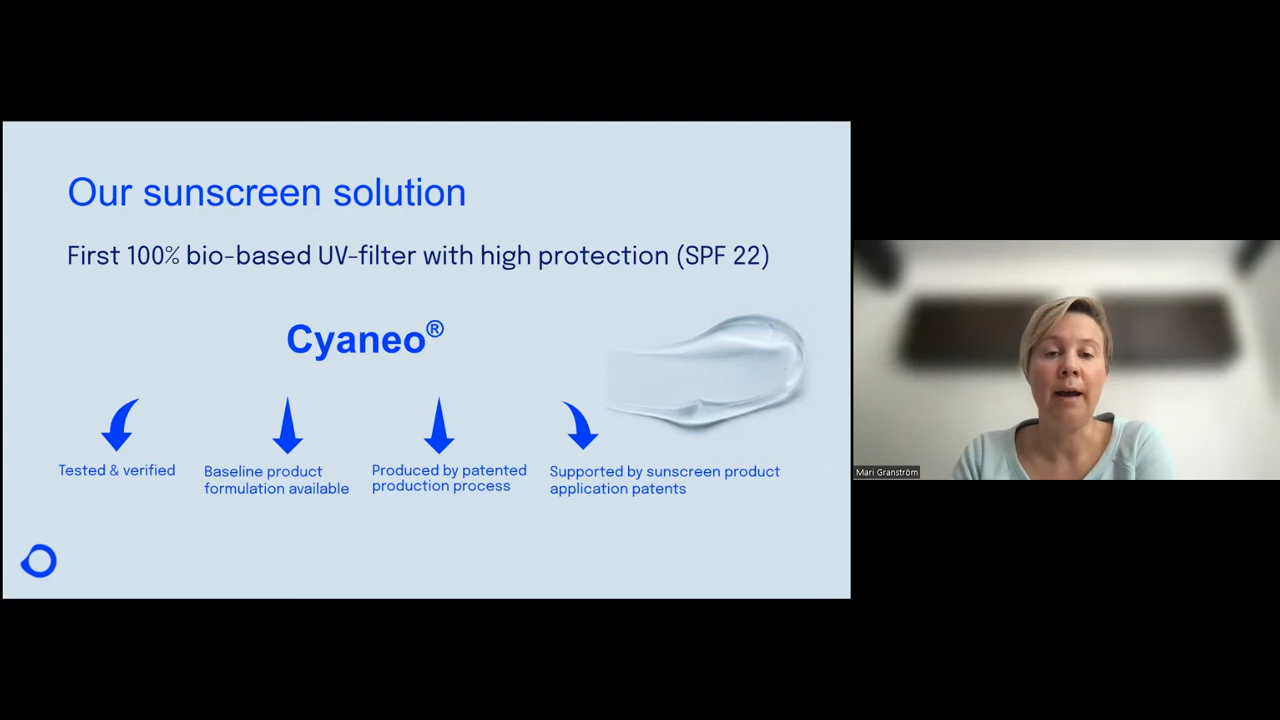 Our sunscreen solution
First 100% bio-based UV-filter with high protection (SPF 22)
Cyaneo®
Tested & verified
Baseline product
formulation available
Produced by patented
production process
Supported by sunscreen product
application patents
Mari Granström